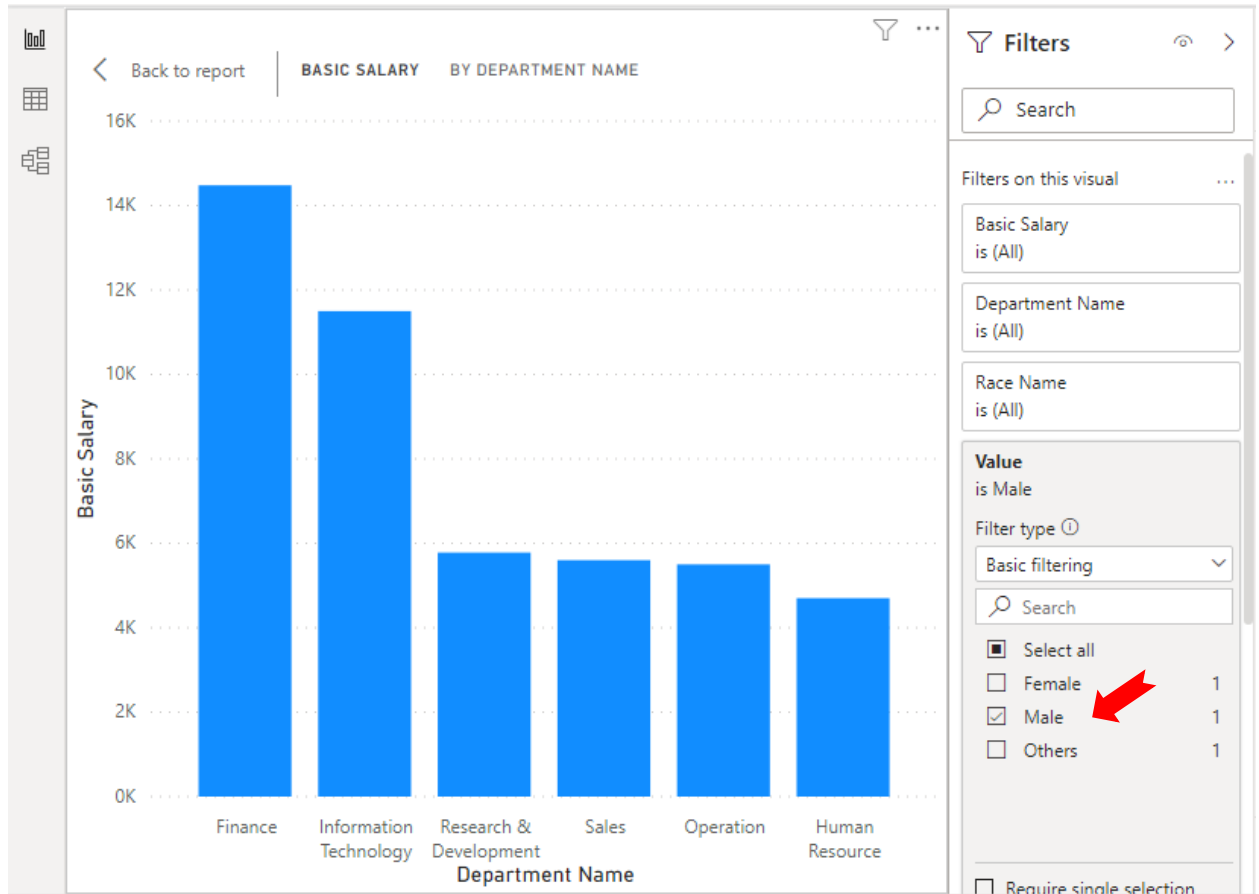 Back to report
BASIC SALARY
BY DEPARTMENT NAME
16K
14K
12K
10K
8K
6K
4K
2K
0K
Basic Salary
Finance
Information
Technology
Research &
Development
Sales
Operation
Human
Resource
Department Name
Filters
Search
Filters on this visual
Basic Salary
is (All)
Department Name
is (All)
Race Name
is (All)
Value
is Male
Filter type
Basic filtering
Search
Select all
Female 1
Male 1
Others 1
Require single selection